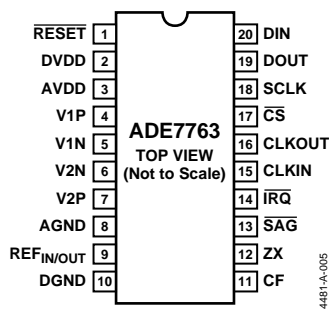 RESET 1
DVDD 2
AVDD 3
V1P 4
V1N 5
V2N 6
V2P 7
AGND 8
REFIN/OUT 9
DGND 10
ADE7763
TOP VIEW
(Not to Scale)
20 DIN
19 DOUT
18 SCLK
17 CS
16 CLKOUT
15 CLKIN
14 IRQ
13 SAG
12 ZX
11 CF
4481-A-005